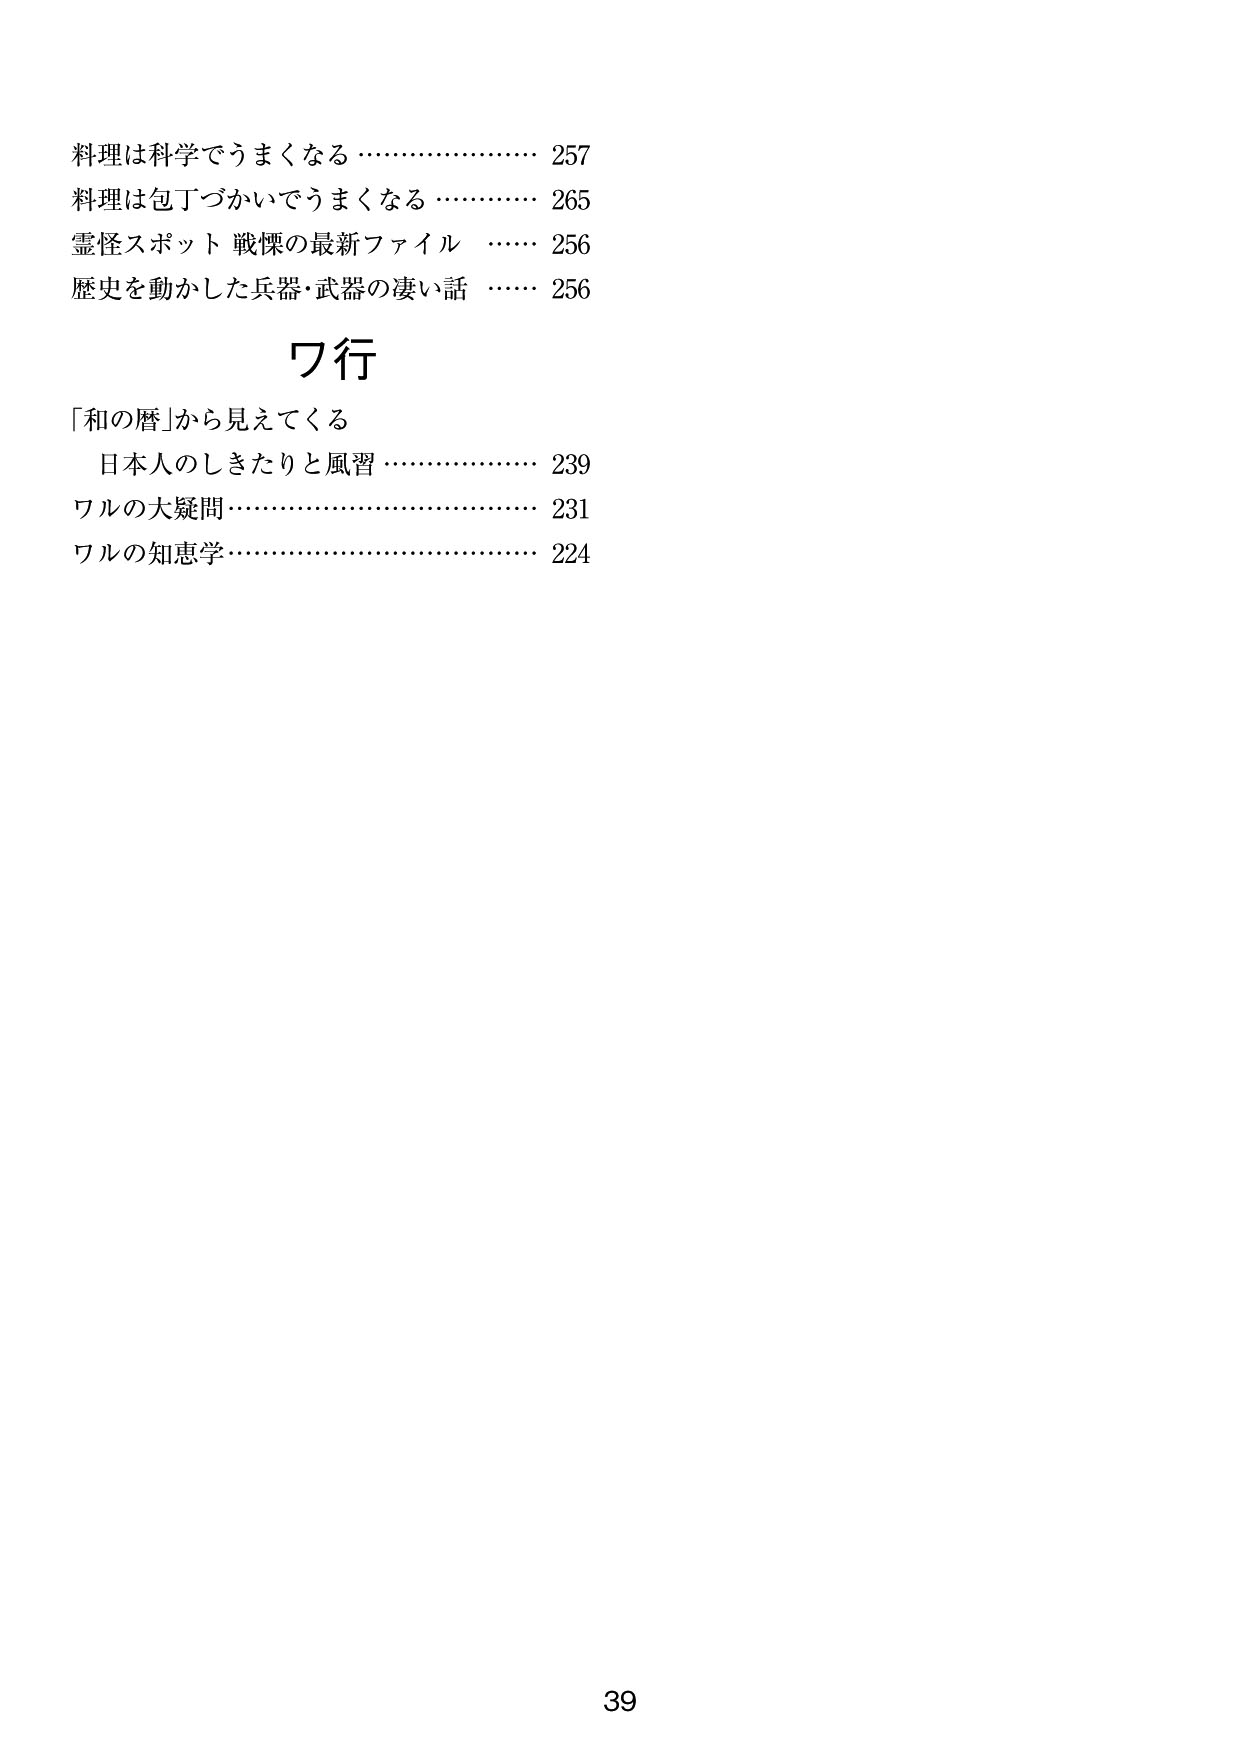 料理は科学でうまくなる ………………… 257
料理は包丁づかいでうまくなる ………… 265
霊怪スポット 戦慄の最新ファイル …… 256
歴史を動かした兵器・武器の凄い話 …… 256
ワ行
「和の暦」から見えてくる
日本人のしきたりと風習 ……………… 239
ワルの大疑問……………………………… 231
ワルの知恵学……………………………… 224
39